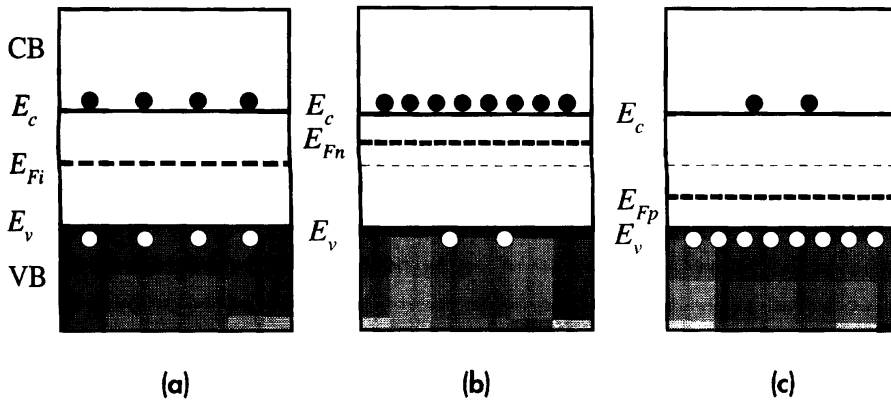 CB
E_c
E_Fi
E_v
VB
E_c
E_Fn
E_v
E_c
E_Fp
E_v
(a)
(b)
(c)